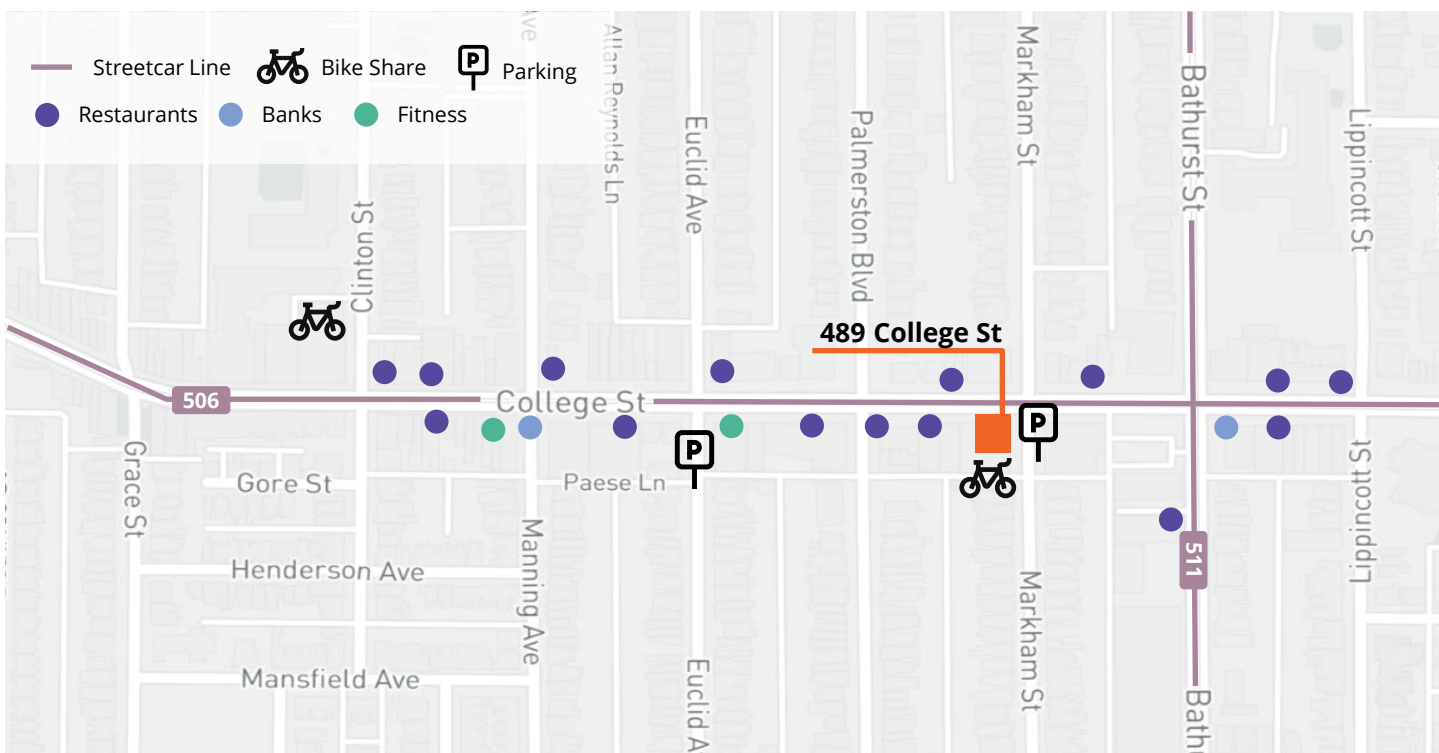 Streetcar Line
Bike Share
P
Parking
Restaurants
Banks
Fitness
Ave
Allan Reynolds Ln
Euclid Ave
Palmerston Blvd
Markham St
Bathurst St
Lippincott St
Clinton St
489 College St
506
College St
P
P
Grace St
Gore St
Paese Ln
Lippincott St
Henderson Ave
Manning Ave
511
Markham St
Mansfield Ave
Euclid A
Bath